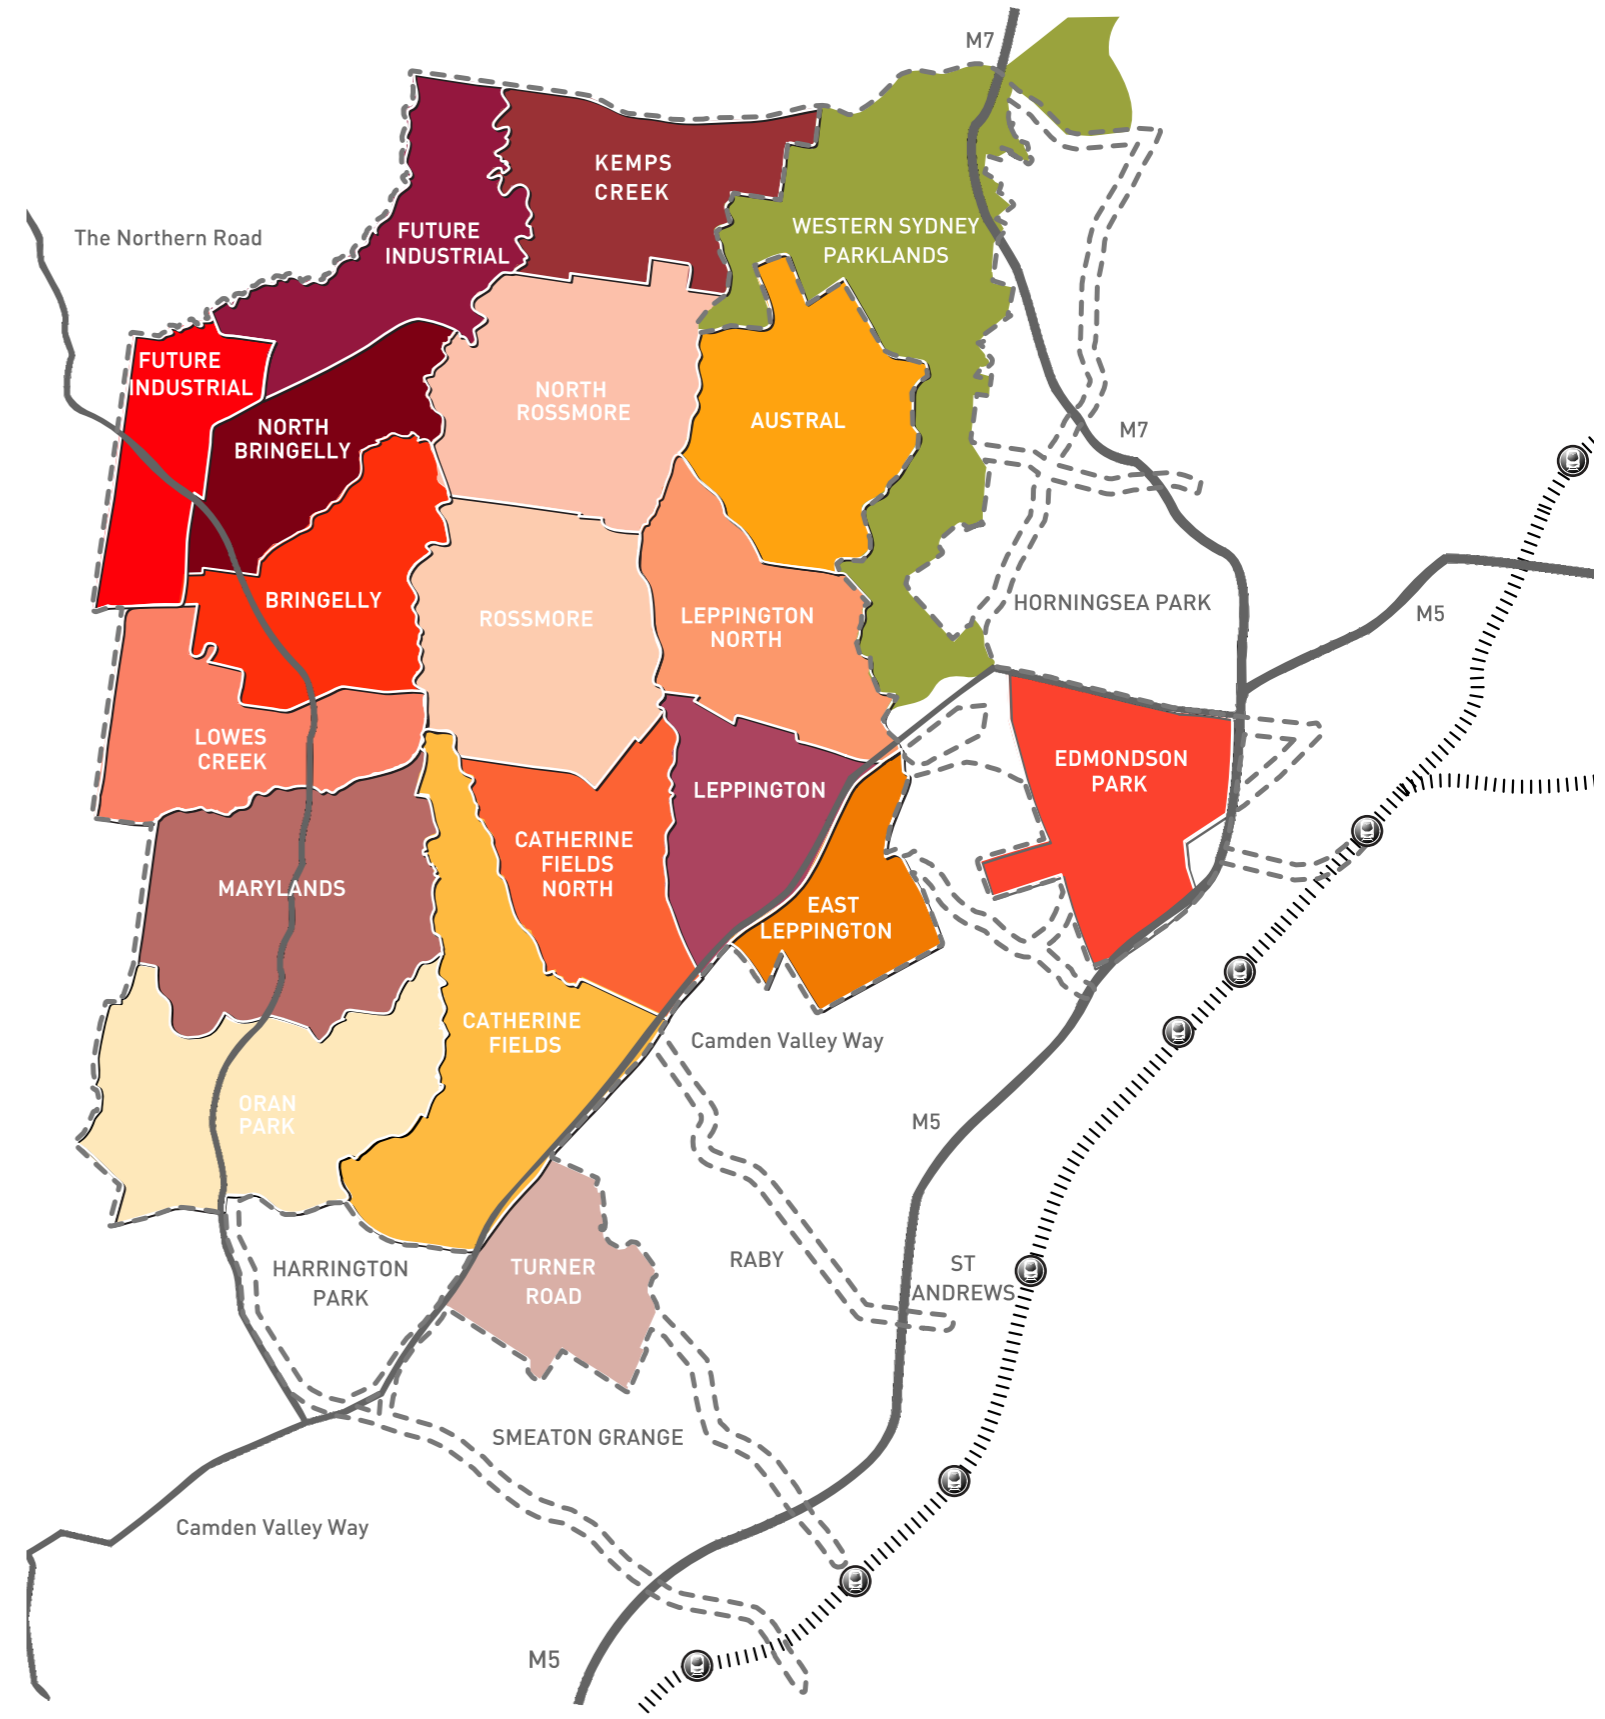 M7
KEMPS
CREEK
The Northern Road
FUTURE
INDUSTRIAL
WESTERN SYDNEY
PARKLANDS
FUTURE
INDUSTRIAL
NORTH
ROSSMORE
AUSTRAL
NORTH
BRINGELLY
M7
BRINGELLY
ROSSMORE
LEPPINGTON
NORTH
HORNINGSEA PARK
M5
LOWES
CREEK
LEPPINGTON
EDMONDSON
PARK
MARYLANDS
CATHERINE
FIELDS
NORTH
EAST
LEPPINGTON
CATHERINE
FIELDS
Camden Valley Way
ORAN
PARK
M5
HARRINGTON
PARK
TURNER
ROAD
RABY
ST
ANDREWS
SMEATON GRANGE
Camden Valley Way
M5